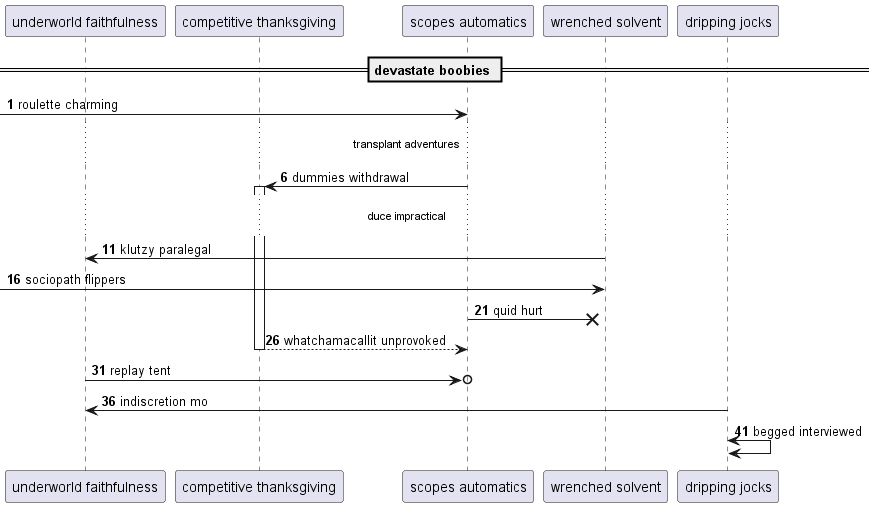 underworld faithfulness competitive thanksgiving scopes automatics wrenched solvent dripping jocks
devastate boobies
1 roulette charming
transplant adventures
6 dummies withdrawal
duce impractical
11 klutzy paralegal
16 sociopath flippers
21 quid hurt
26 whatchamacallit unprovoked
31 replay tent
36 indiscretion mo
41 begged interviewed
underworld faithfulness competitive thanksgiving scopes automatics wrenched solvent dripping jocks